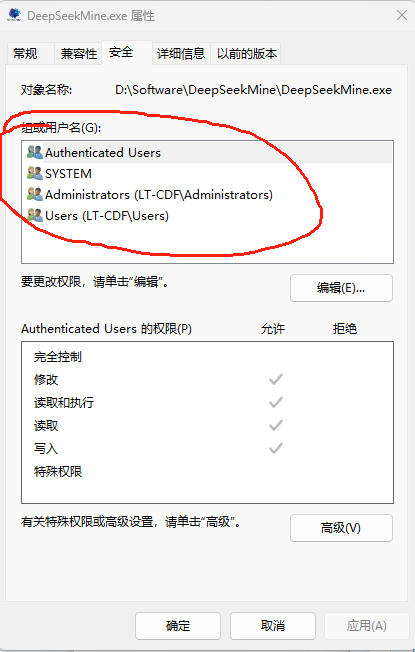 DeepSeekMine.exe 属性
常规 兼容性 安全 详细信息 以前的版本
对象名称: D:\Software\DeepSeekMine\DeepSeekMine.exe
组或用户名(G):
Authenticated Users
SYSTEM
Administrators (LT-CDF\Administrators)
Users (LT-CDF\Users)
要更改权限，请单击“编辑”。
编辑(E)...
Authenticated Users 的权限(P) 允许 拒绝
完全控制
修改
读取和执行
读取
写入
特殊权限
有关特殊权限或高级设置，请单击“高级”。
高级(V)
确定 取消 应用(A)